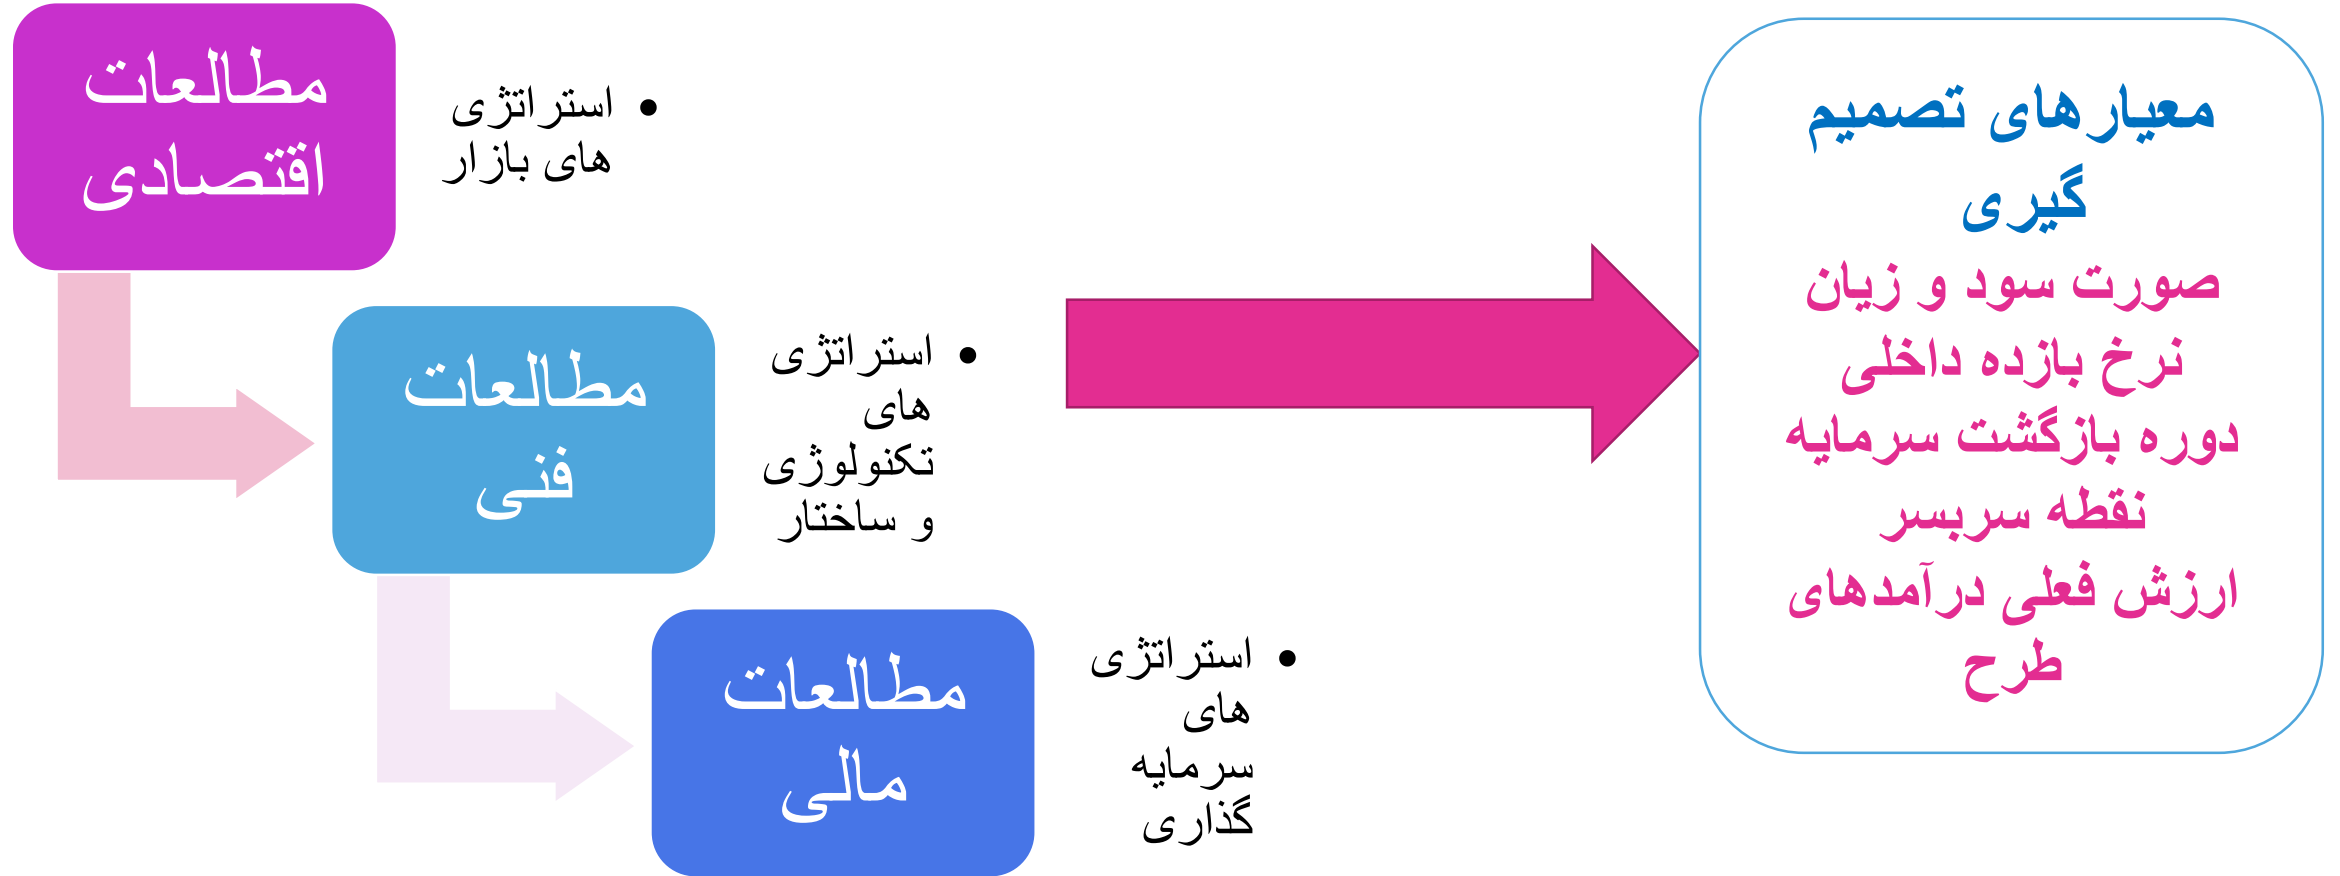 مطالعات
اقتصادی
• استراتژی
های بازار
مطالعات
فنی
• استراتژی
های
تکنولوژی
و ساختار
مطالعات
مالی
• استراتژی
های
سرمایه
گذاری
معیارهای تصمیم
گیری
صورت سود و زیان
نرخ بازده داخلی
دوره بازگشت سرمایه
نقطه سربسر
ارزش فعلی درآمدهای
طرح